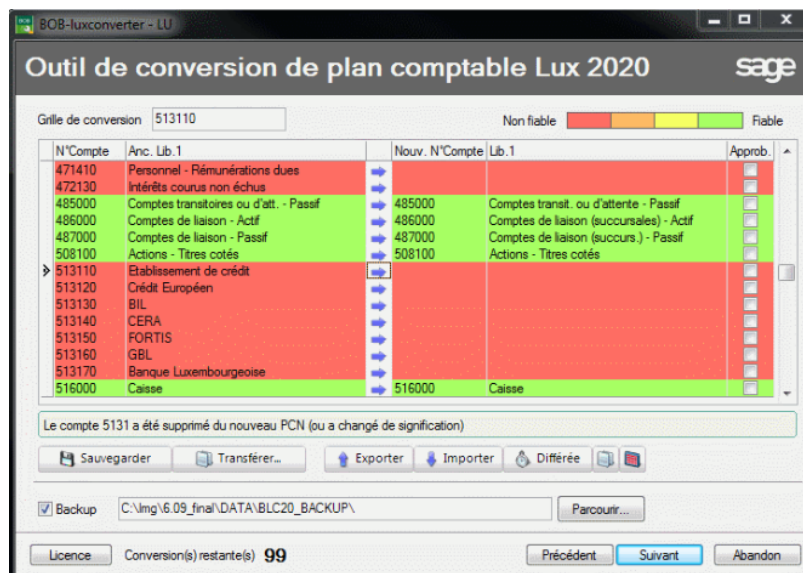 BOB-luxconverter - LU
Outil de conversion de plan comptable Lux 2020 sage
Grille de conversion 513110 Non fiable Fiable
N°Compte Anc. Lib.1 Nouv. N°Compte Lib.1 Approb.
471410 Personnel - Rémunérations dues
472130 Intérêts courus non échus
485000 Comptes transitoires ou d'att. - Passif 485000 Comptes transit. ou d'attente - Passif
486000 Comptes de liaison - Actif 486000 Comptes de liaison (succursales) - Actif
487000 Comptes de liaison - Passif 487000 Comptes de liaison (succurs.) - Passif
508100 Actions - Titres cotés 508100 Actions - Titres cotés
513110 Etablissement de crédit
513120 Crédit Européen
513130 BIL
513140 CERA
513150 FORTIS
513160 GBL
513170 Banque Luxembourgeoise
516000 Caisse 516000 Caisse
Le compte 5131 a été supprimé du nouveau PCN (ou a changé de signification)
Sauvegarder Transférer... Exporter Importer Différée
Backup C:\Img\6.09_final\DATA\BLC20_BACKUP\ Parcourir...
Licence Conversion(s) restante(s) 99 Précédent Suivant Abandon